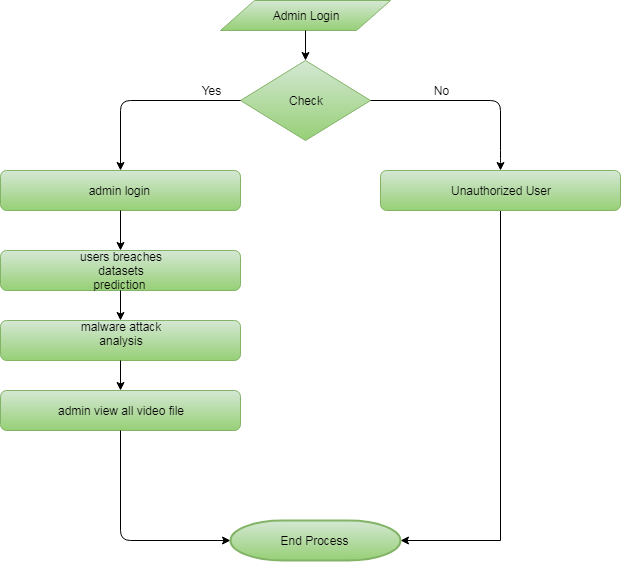 Admin Login
Check
Yes
No
admin login
Unauthorized User
users breaches
datasets
prediction
malware attack
analysis
admin view all video file
End Process